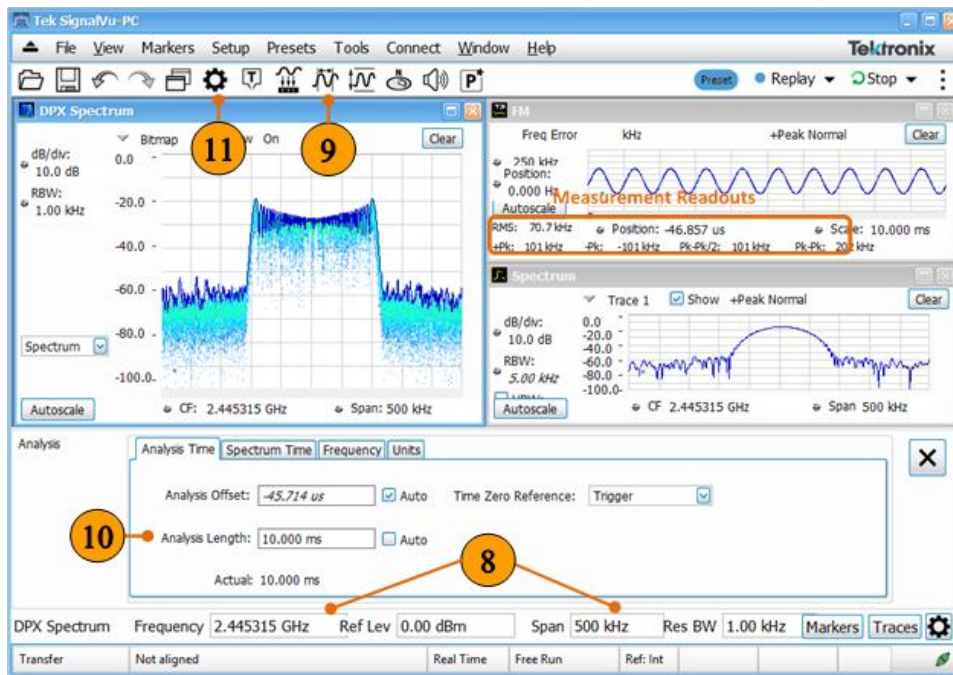 Tek SignalVu-PC
File View Markers Setup Presets Tools Connect Window Help Tektronix
Preset Replay Stop
DPX Spectrum
Bitmap w On Clear
11
9
dB/div:
10.0 dB
RBW:
1.00 kHz
0.0
-20.0
-40.0
-60.0
-80.0
-100.0
Spectrum
Autoscale CF: 2.445315 GHz Span: 500 kHz
FM
Freq Error kHz +Peak Normal Clear
250 kHz
Position:
0.000 Hz
Autoscale
Measurement Readouts
RMS: 70.7 kHz Position: -46.857 us Scale: 10.000 ms
+Pk: 101 kHz -Pk: -101 kHz Pk-Pk/2: 101 kHz Pk-Pk: 202 kHz
Spectrum
Trace 1 Show +Peak Normal Clear
dB/div:
10.0 dB
RBW:
5.00 kHz
0.0
-20.0
-40.0
-60.0
-80.0
-100.0
Autoscale CF 2.445315 GHz Span 500 kHz
Analysis
Analysis Time Spectrum Time Frequency Units
Analysis Offset: -45.714 us Auto Time Zero Reference: Trigger
10
Analysis Length: 10.000 ms Auto
8
Actual: 10.000 ms
DPX Spectrum Frequency 2.445315 GHz Ref Lev 0.00 dBm Span 500 kHz Res BW 1.00 kHz Markers Traces
Transfer Not aligned Real Time Free Run Ref: Int